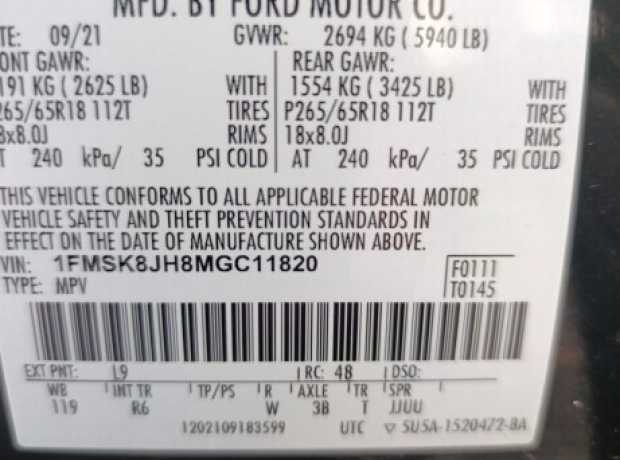 MFD. BY FORD MOTOR CO.
TE: 09/21 GVWR: 2694 KG ( 5940 LB)
ONT GAWR: REAR GAWR:
191 KG ( 2625 LB) WITH 1554 KG ( 3425 LB) WITH
265/65R18 112T TIRES P265/65R18 112T TIRES
8x8.0J RIMS 18x8.0J RIMS
T 240 kPa/ 35 PSI COLD AT 240 kPa/ 35 PSI COLD
THIS VEHICLE CONFORMS TO ALL APPLICABLE FEDERAL MOTOR
VEHICLE SAFETY AND THEFT PREVENTION STANDARDS IN
EFFECT ON THE DATE OF MANUFACTURE SHOWN ABOVE.
VIN: 1FMSK8JH8MGC11820 F0111
TYPE: MPV T0145
EXT PNT: L9 RC: 48 DSO:
WB INT TR TP/PS R AXLE TR SPR
119 R6 W 3B T JJUU
1202109183599 UTC ▽ 5U5A-1520472-BA